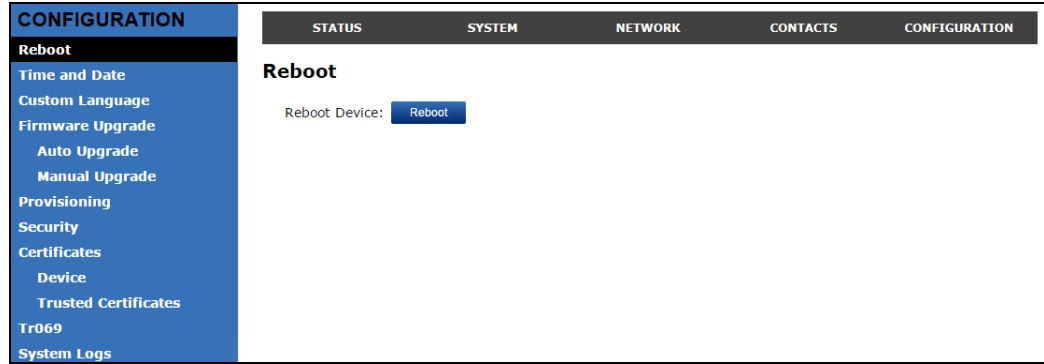 CONFIGURATION
Reboot
Time and Date
Custom Language
Firmware Upgrade
Auto Upgrade
Manual Upgrade
Provisioning
Security
Certificates
Device
Trusted Certificates
Tr069
System Logs
STATUS SYSTEM NETWORK CONTACTS CONFIGURATION
Reboot
Reboot Device: Reboot